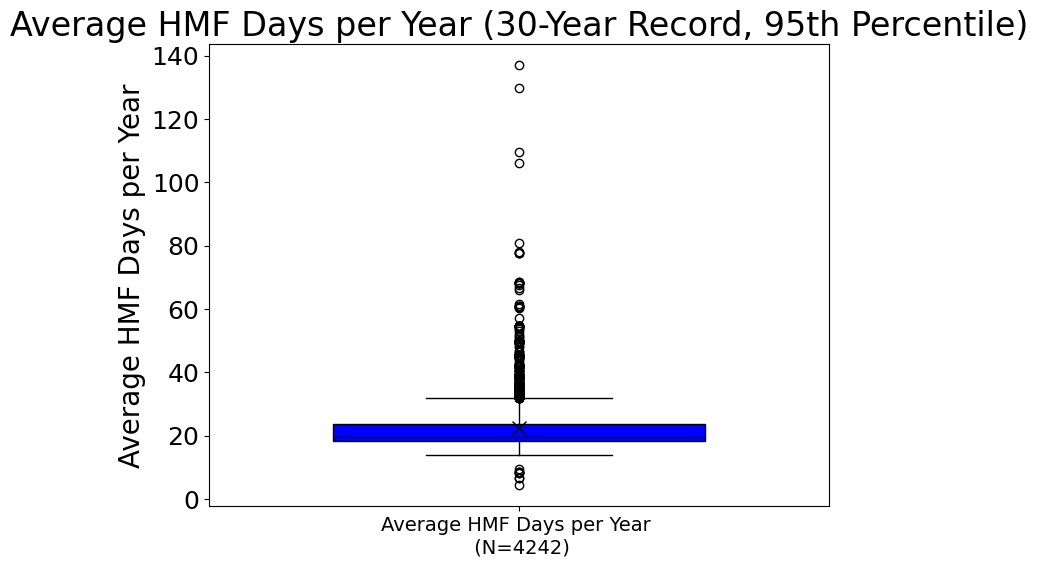 Average HMF Days per Year (30-Year Record, 95th Percentile)
Average HMF Days per Year
140
120
100
80
60
40
20
0
Average HMF Days per Year
(N=4242)